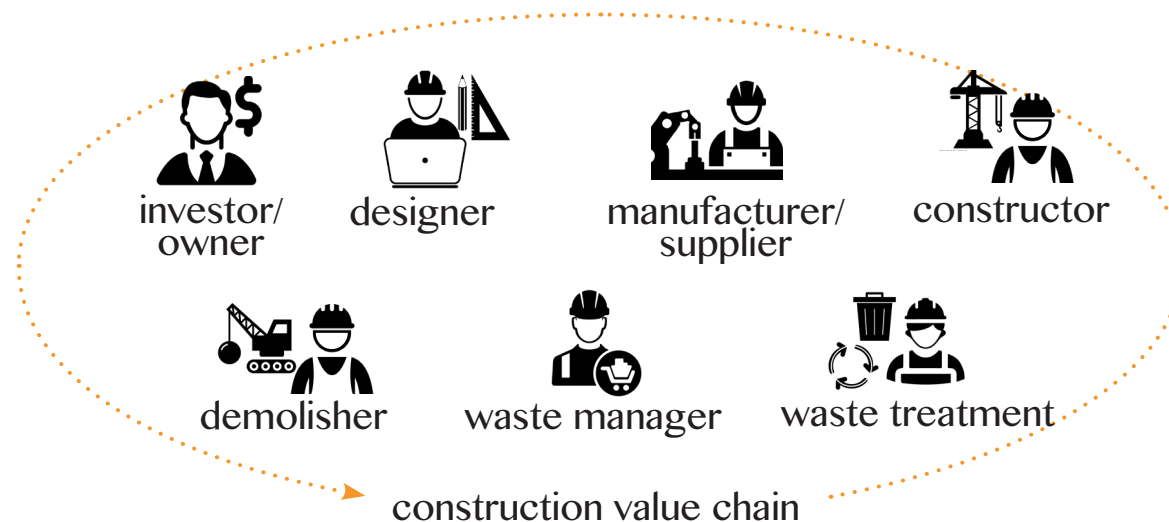 investor/
owner
designer
manufacturer/
supplier
constructor
demolisher
waste manager
waste treatment
construction value chain